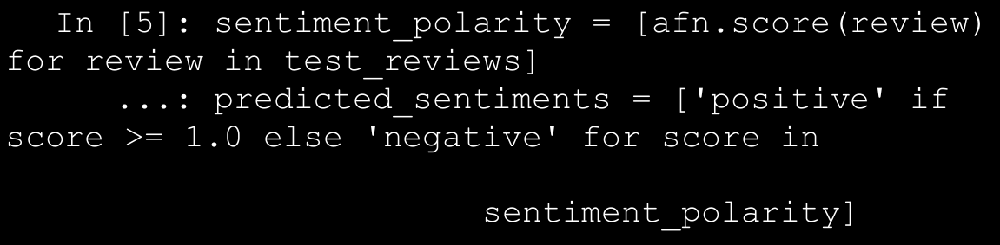 In [5]: sentiment_polarity = [afn.score(review)
for review in test_reviews]
...: predicted_sentiments = ['positive' if
score >= 1.0 else 'negative' for score in
sentiment_polarity]